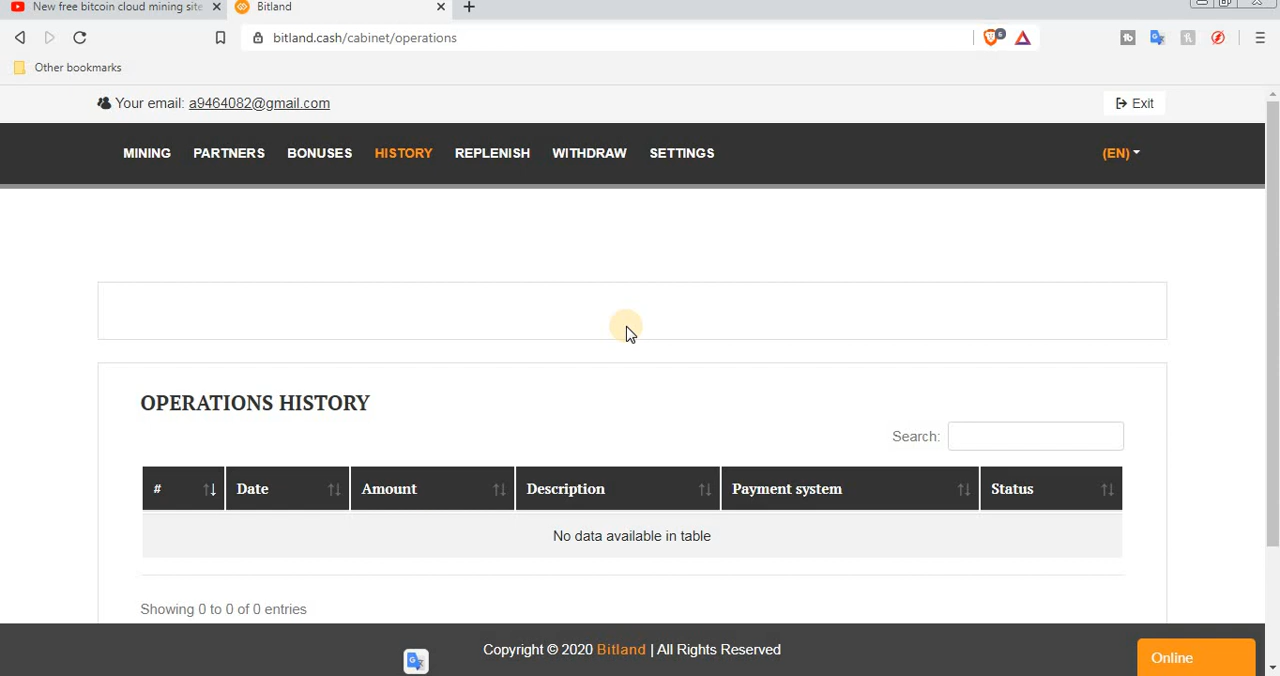 New free bitcoin cloud mining site
Bitland
bitland.cash/cabinet/operations
6
Other bookmarks
Your email: a9464082@gmail.com
Exit
MINING PARTNERS BONUSES HISTORY REPLENISH WITHDRAW SETTINGS (EN)
OPERATIONS HISTORY
Search:
# Date Amount Description Payment system Status
No data available in table
Showing 0 to 0 of 0 entries
Copyright © 2020 Bitland | All Rights Reserved
Online